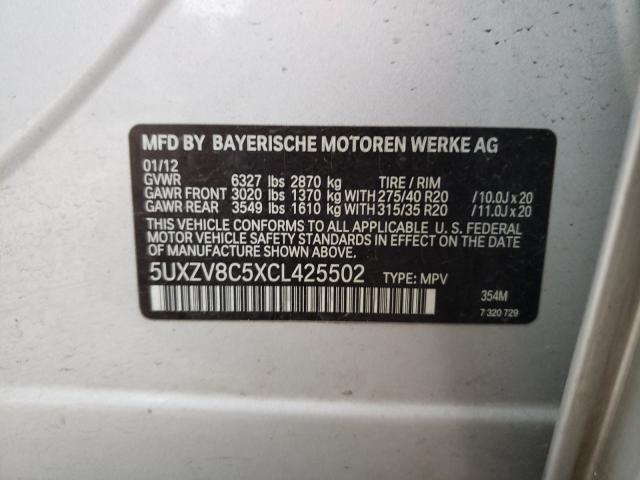 MFD BY BAYERISCHE MOTOREN WERKE AG
01/12
GVWR 6327 lbs 2870 kg TIRE / RIM
GAWR FRONT 3020 lbs 1370 kg WITH 275/40 R20 / 10.0J x 20
GAWR REAR 3549 lbs 1610 kg WITH 315/35 R20 / 11.0J x 20
THIS VEHICLE CONFORMS TO ALL APPLICABLE U. S. FEDERAL
MOTOR VEHICLE SAFETY STANDARDS IN EFFECT ON THE DATE
OF MANUFACTURE SHOWN ABOVE.
5UXZV8C5XCL425502 TYPE: MPV
354M
7 320 729